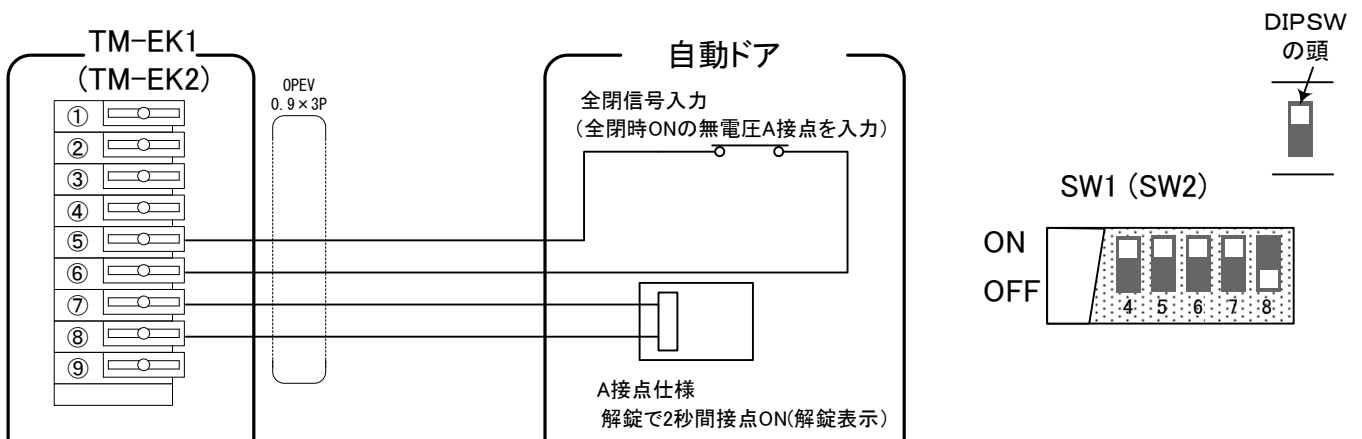 TM-EK1
(TM-EK2)
①
②
③
④
⑤
⑥
⑦
⑧
⑨
OPEV
0.9×3P
自動ドア
全閉信号入力
(全閉時ONの無電圧A接点を入力)
A接点仕様
解錠で2秒間接点ON(解錠表示)
DIPSW
の頭
SW1 (SW2)
ON
OFF
4 5 6 7 8